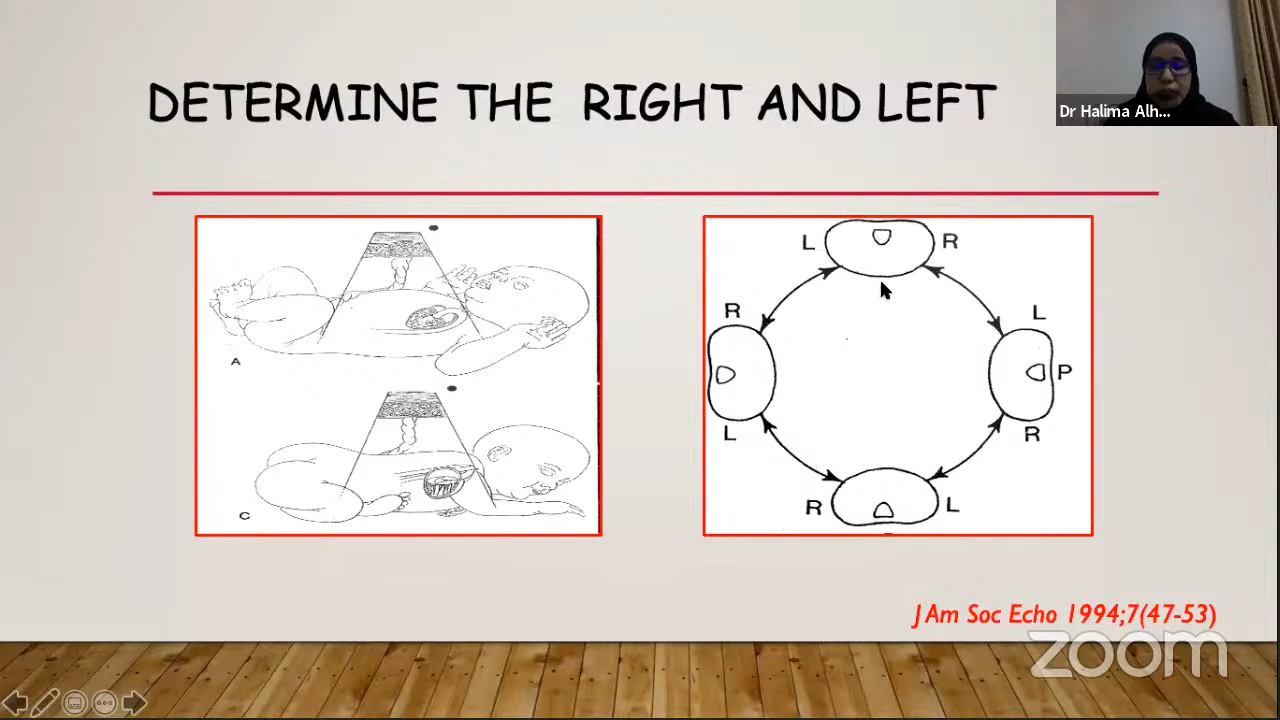 DETERMINE THE RIGHT AND LEFT
Dr Halima Alh...
A
C
L
R
R
L
P
L
R
R
L
J Am Soc Echo 1994;7(47-53)
zoom